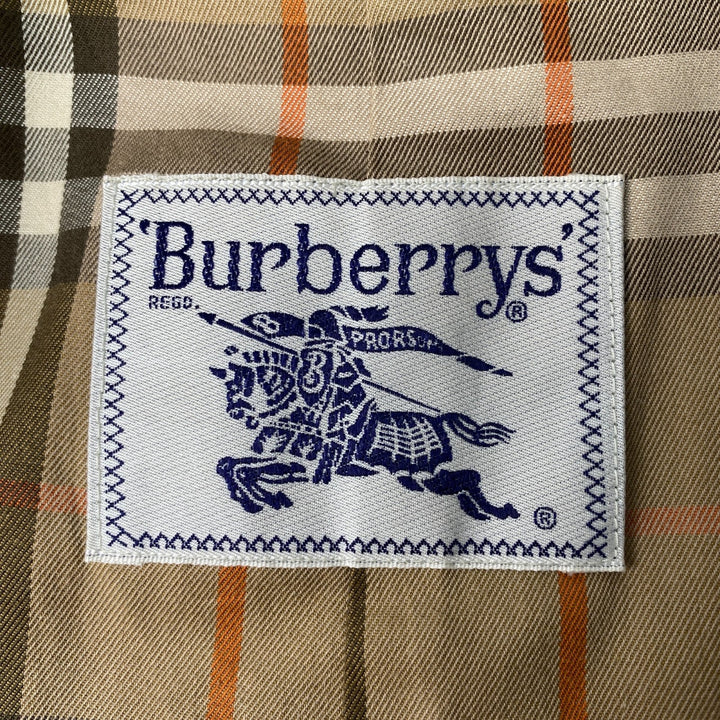 'Burberrys'
REGD. ®
B PRORSUM
B
®